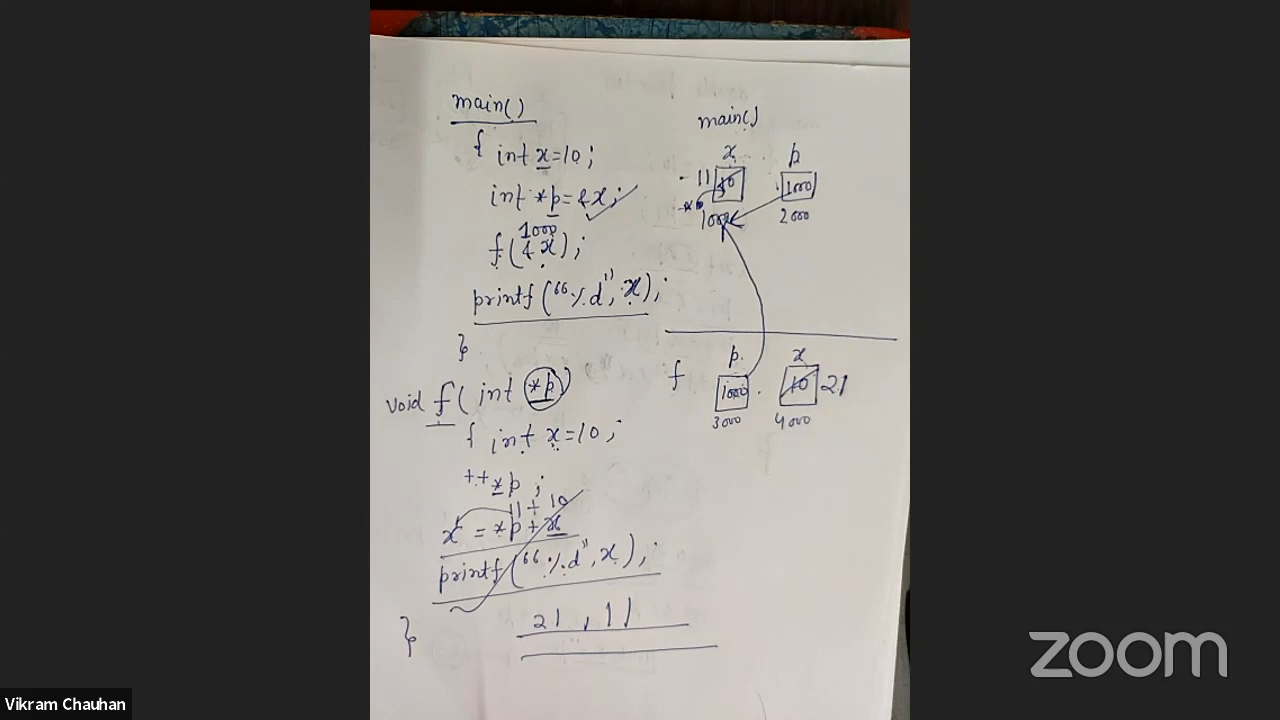 main()
{ int x=10;
int *p=&x;
1000
f(&x);
printf("%d", x);
}
void f( int *p)
{ int x=10;
++*p ;
11+10
x = *p+x
printf("%d",x);
21 , 11
}
main()
x p
11 10 1000
1000 2000
f p x
1000 10 21
3000 4000
zoom
Vikram Chauhan